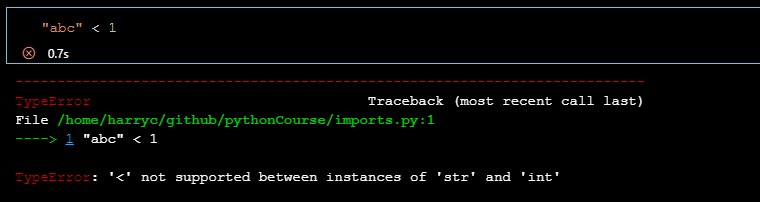 "abc" < 1
0.7s
---------------------------------------------------------------------------
TypeError                                 Traceback (most recent call last)
File /home/harryc/github/pythonCourse/imports.py:1
----> 1 "abc" < 1

TypeError: '<' not supported between instances of 'str' and 'int'